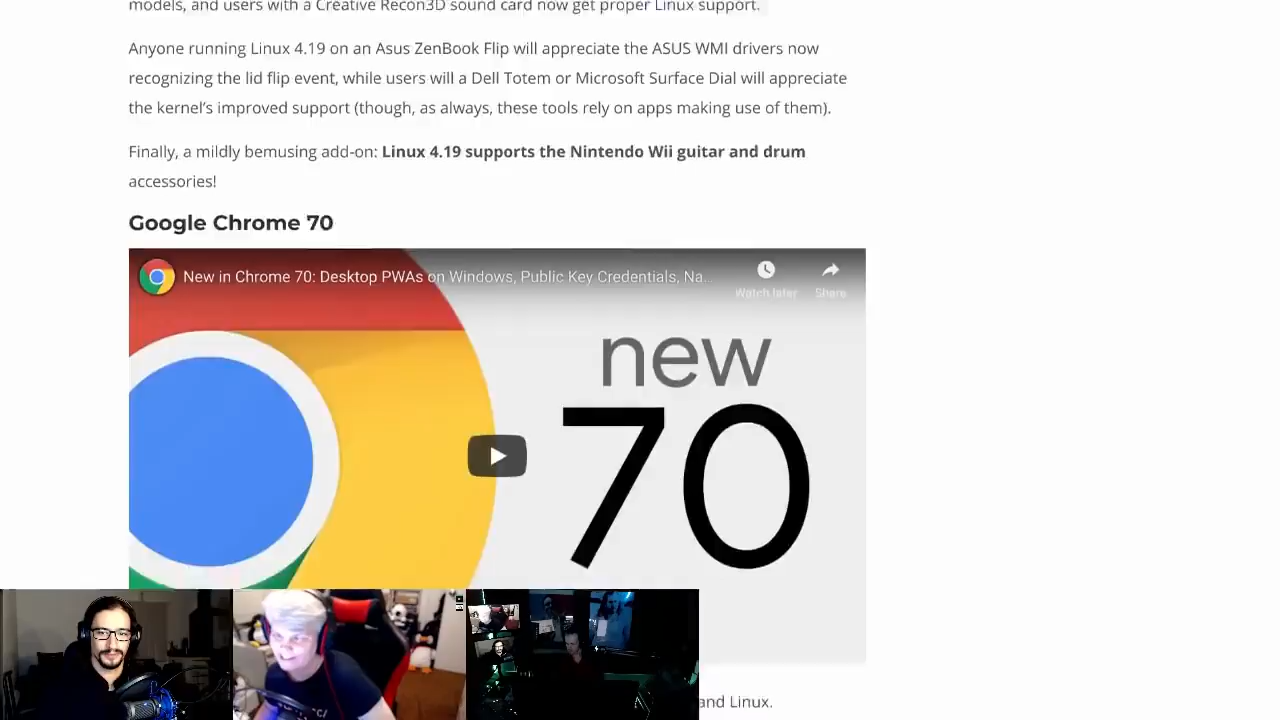 models, and users with a Creative Recon3D sound card now get proper Linux support.
Anyone running Linux 4.19 on an Asus ZenBook Flip will appreciate the ASUS WMI drivers now
recognizing the lid flip event, while users will a Dell Totem or Microsoft Surface Dial will appreciate
the kernel’s improved support (though, as always, these tools rely on apps making use of them).
Finally, a mildly bemusing add-on: Linux 4.19 supports the Nintendo Wii guitar and drum
accessories!
Google Chrome 70
New in Chrome 70: Desktop PWAs on Windows, Public Key Credentials, Na...
Watch later
Share
new
70
and Linux.